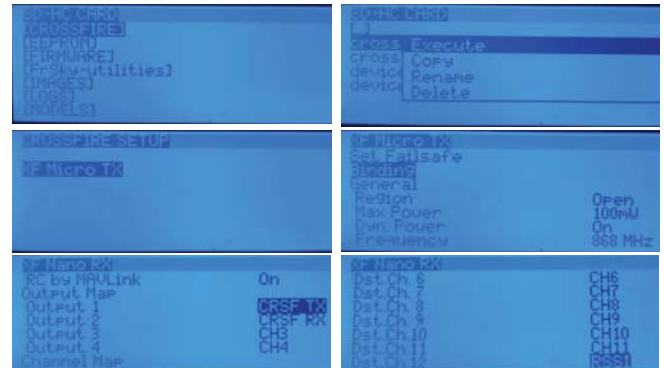 SD-HC CARD
[CROSSFIRE]
[EEPROM]
[FIRMWARE]
[FrSky-utilities]
[IMAGES]
[LOGS]
[MODELS]
SD-HC CARD
cross Execute
cross Copy
device Rename
device Delete
CROSSFIRE SETUP
XF Micro TX
XF Micro TX
Set Failsafe
Binding
General
Region Open
Max Power 100mW
Dyn. Power On
Frequency 868 MHz
XF Nano RX
RC by MAVLink On
Output Map
Output 1 CRSF TX
Output 2 CRSF RX
Output 3 CH3
Output 4 CH4
Channel Map
XF Nano RX
Dst.Ch. 6 CH6
Dst.Ch. 7 CH7
Dst.Ch. 8 CH8
Dst.Ch. 9 CH9
Dst.Ch.10 CH10
Dst.Ch.11 CH11
Dst.Ch.12